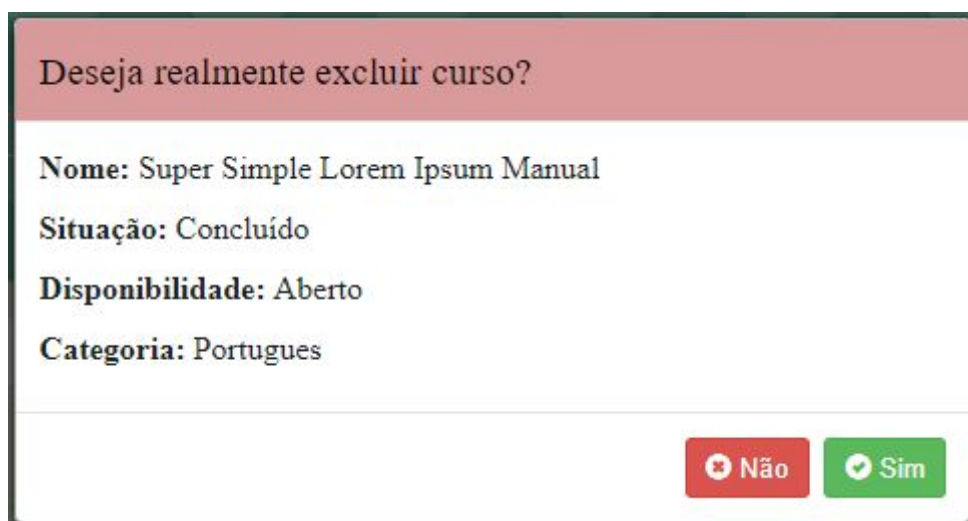 Deseja realmente excluir curso?
Nome: Super Simple Lorem Ipsum Manual
Situação: Concluído
Disponibilidade: Aberto
Categoria: Portugues
Não Sim